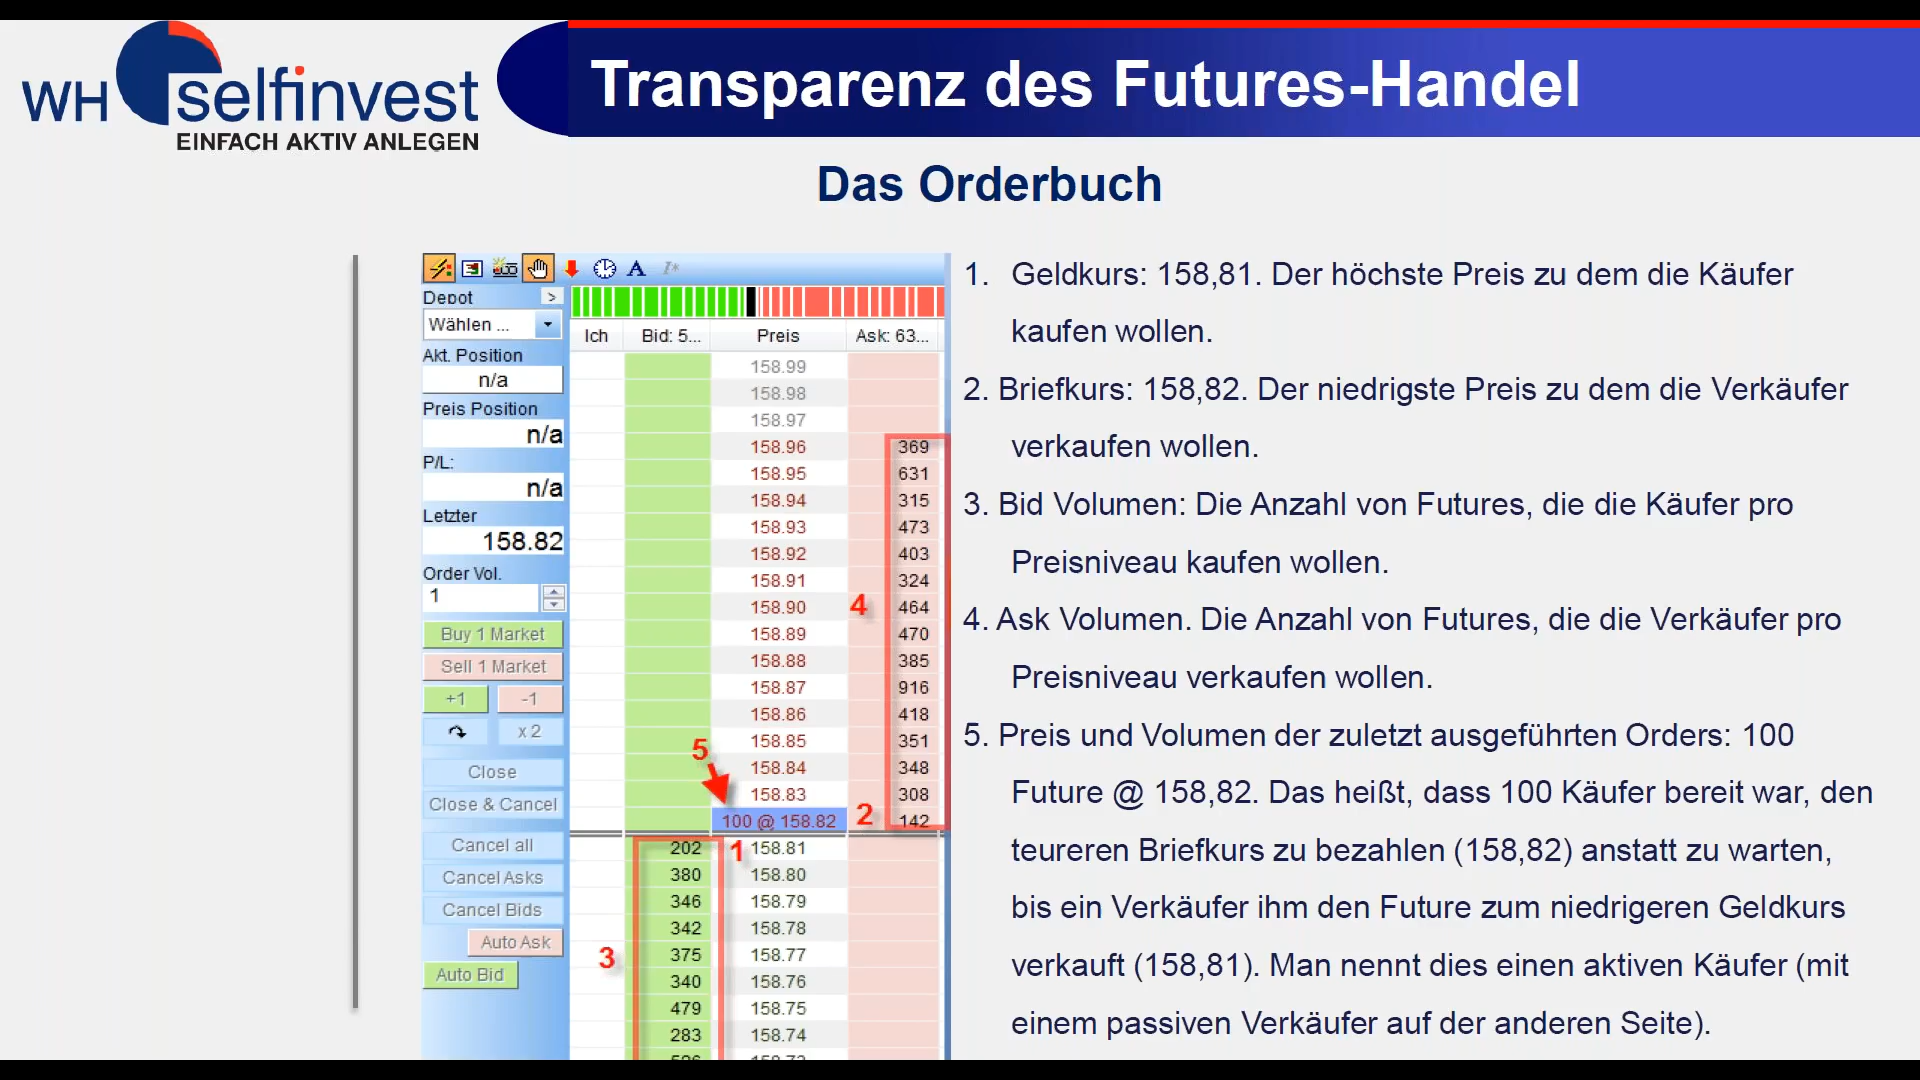 WH selfinvest
EINFACH AKTIV ANLEGEN
Transparenz des Futures-Handel
Das Orderbuch
Depot >
Wählen ...
Akt. Position
n/a
Preis Position
n/a
P/L:
n/a
Letzter
158.82
Order Vol.
1
Buy 1 Market
Sell 1 Market
+1 -1
x 2
Close
Close & Cancel
Cancel all
Cancel Asks
Cancel Bids
Auto Ask
Auto Bid
A I*
Ich Bid: 5... Preis Ask: 63...
158.99
158.98
158.97
158.96 369
158.95 631
158.94 315
158.93 473
158.92 403
158.91 324
158.90 4 464
158.89 470
158.88 385
158.87 916
158.86 418
158.85 351
5
158.84 348
158.83 308
100 @ 158.82 2 142
202 1 158.81
380 158.80
346 158.79
342 158.78
3 375 158.77
340 158.76
479 158.75
283 158.74
158.73
1. Geldkurs: 158,81. Der höchste Preis zu dem die Käufer
kaufen wollen.
2. Briefkurs: 158,82. Der niedrigste Preis zu dem die Verkäufer
verkaufen wollen.
3. Bid Volumen: Die Anzahl von Futures, die die Käufer pro
Preisniveau kaufen wollen.
4. Ask Volumen. Die Anzahl von Futures, die die Verkäufer pro
Preisniveau verkaufen wollen.
5. Preis und Volumen der zuletzt ausgeführten Orders: 100
Future @ 158,82. Das heißt, dass 100 Käufer bereit war, den
teureren Briefkurs zu bezahlen (158,82) anstatt zu warten,
bis ein Verkäufer ihm den Future zum niedrigeren Geldkurs
verkauft (158,81). Man nennt dies einen aktiven Käufer (mit
einem passiven Verkäufer auf der anderen Seite).